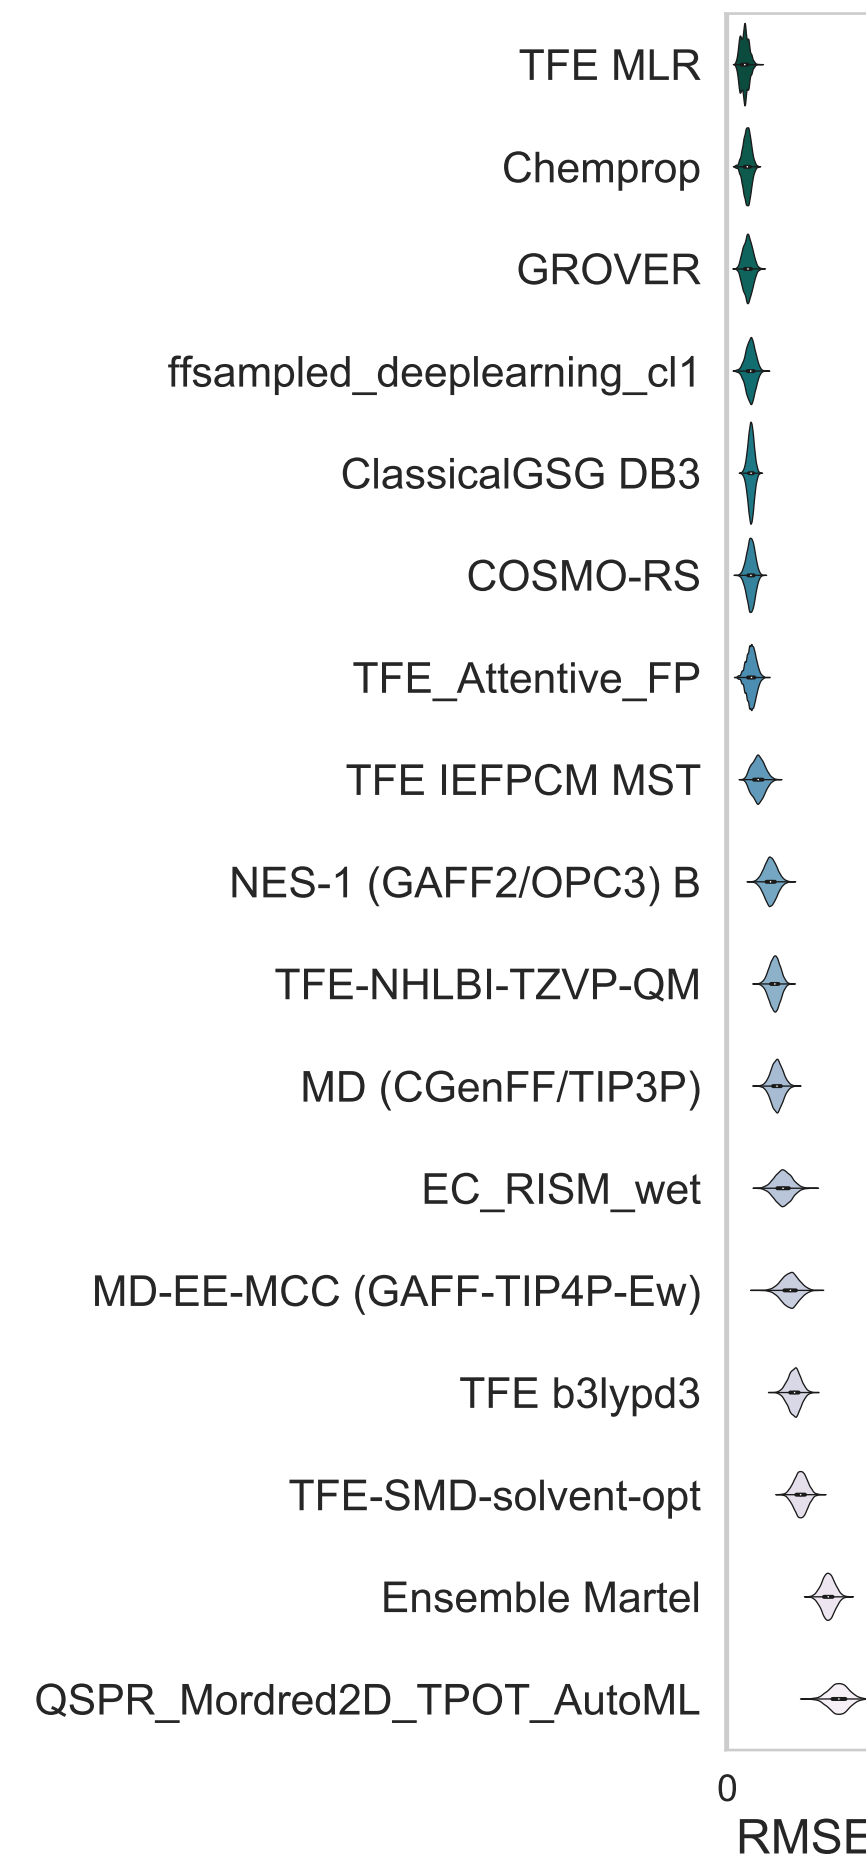 TFE MLR
Chemprop
GROVER
ffsampled_deeplearning_cl1
ClassicalGSG DB3
COSMO-RS
TFE_Attentive_FP
TFE IEFPCM MST
NES-1 (GAFF2/OPC3) B
TFE-NHLBI-TZVP-QM
MD (CGenFF/TIP3P)
EC_RISM_wet
MD-EE-MCC (GAFF-TIP4P-Ew)
TFE b3lypd3
TFE-SMD-solvent-opt
Ensemble Martel
QSPR_Mordred2D_TPOT_AutoML
0
RMSE